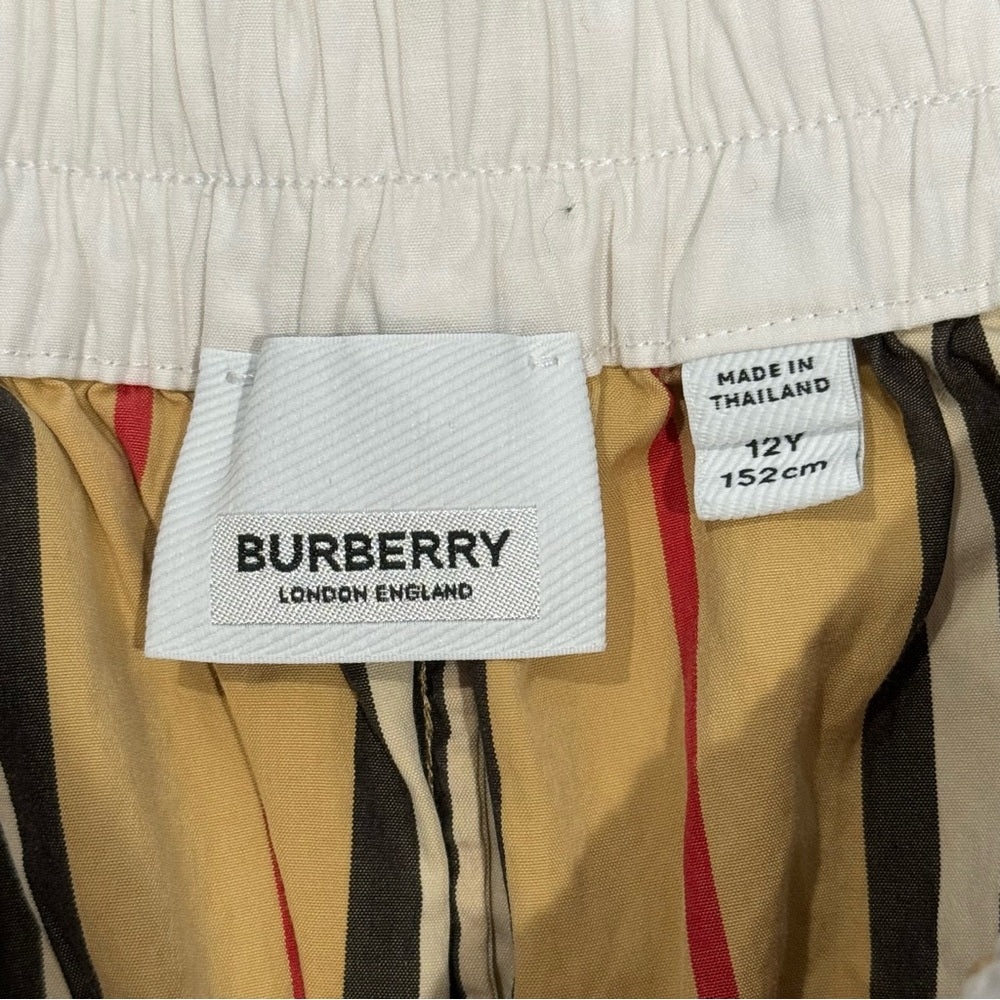 BURBERRY
LONDON ENGLAND
MADE IN
THAILAND
12Y
152cm